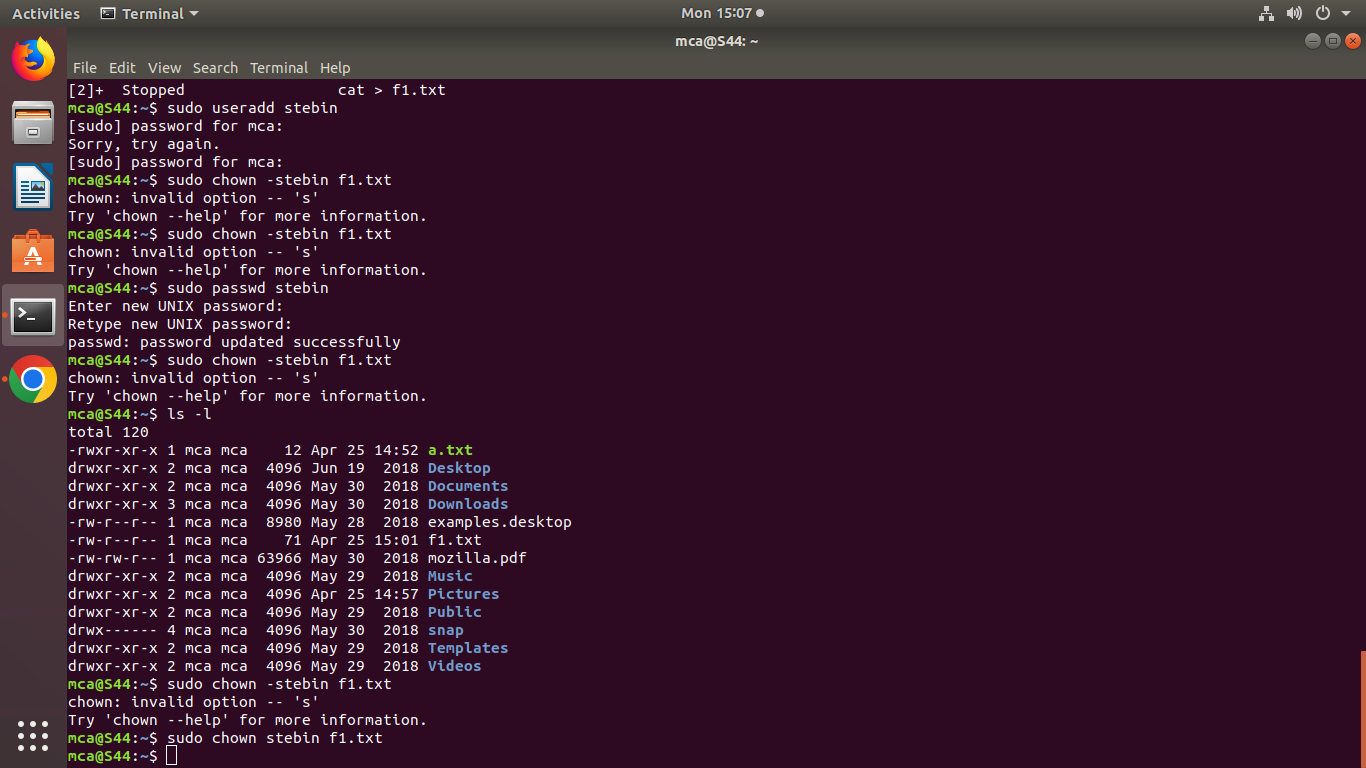 Activities Terminal Mon 15:07
mca@S44: ~
File Edit View Search Terminal Help
[2]+  Stopped                 cat > f1.txt
mca@S44:~$ sudo useradd stebin
[sudo] password for mca:
Sorry, try again.
[sudo] password for mca:
mca@S44:~$ sudo chown -stebin f1.txt
chown: invalid option -- 's'
Try 'chown --help' for more information.
mca@S44:~$ sudo chown -stebin f1.txt
chown: invalid option -- 's'
Try 'chown --help' for more information.
mca@S44:~$ sudo passwd stebin
Enter new UNIX password:
Retype new UNIX password:
passwd: password updated successfully
mca@S44:~$ sudo chown -stebin f1.txt
chown: invalid option -- 's'
Try 'chown --help' for more information.
mca@S44:~$ ls -l
total 120
-rwxr-xr-x 1 mca mca    12 Apr 25 14:52 a.txt
drwxr-xr-x 2 mca mca  4096 Jun 19  2018 Desktop
drwxr-xr-x 2 mca mca  4096 May 30  2018 Documents
drwxr-xr-x 3 mca mca  4096 May 30  2018 Downloads
-rw-r--r-- 1 mca mca  8980 May 28  2018 examples.desktop
-rw-r--r-- 1 mca mca    71 Apr 25 15:01 f1.txt
-rw-rw-r-- 1 mca mca 63966 May 30  2018 mozilla.pdf
drwxr-xr-x 2 mca mca  4096 May 29  2018 Music
drwxr-xr-x 2 mca mca  4096 Apr 25 14:57 Pictures
drwxr-xr-x 2 mca mca  4096 May 29  2018 Public
drwx------ 4 mca mca  4096 May 30  2018 snap
drwxr-xr-x 2 mca mca  4096 May 29  2018 Templates
drwxr-xr-x 2 mca mca  4096 May 29  2018 Videos
mca@S44:~$ sudo chown -stebin f1.txt
chown: invalid option -- 's'
Try 'chown --help' for more information.
mca@S44:~$ sudo chown stebin f1.txt
mca@S44:~$